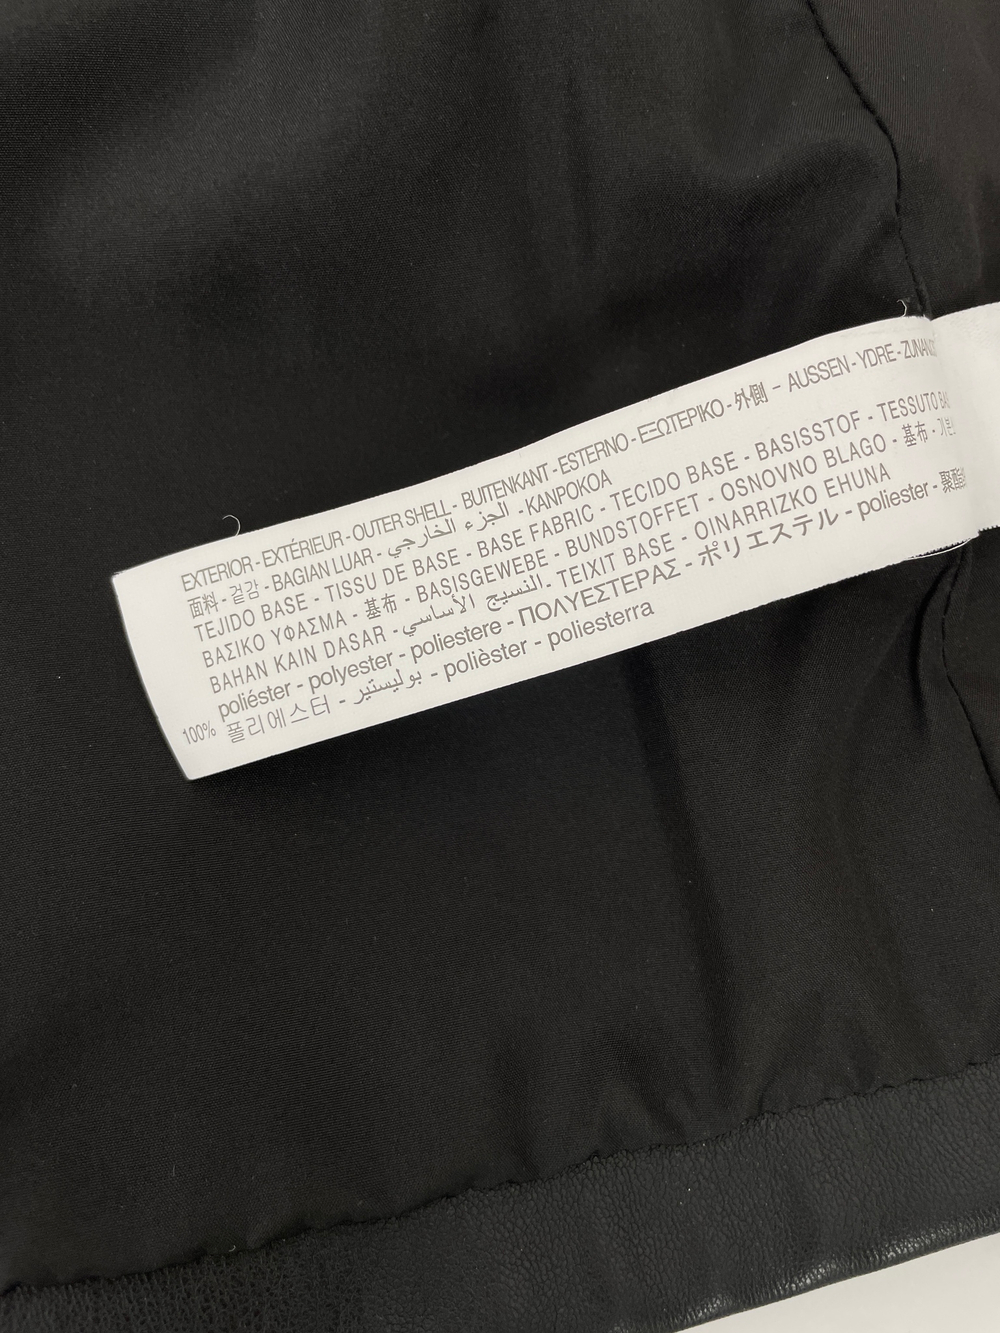 EXTERIOR - EXTÉRIEUR - OUTER SHELL - BUITENKANT - ESTERNO - ΕΞΩΤΕΡΙΚΟ - 外側 - AUSSEN - YDRE -
面料 - 겉감 - BAGIAN LUAR - الجزء الخارجي - KANPOKOA
TEJIDO BASE - TISSU DE BASE - BASE FABRIC - TECIDO BASE - BASISSTOF - TESSUTO
ΒΑΣΙΚΟ ΥΦΑΣΜΑ - 基布 - BASISGEWEBE - BUNDSTOFFET - OSNOVNO BLAGO - 基布 -
BAHAN KAIN DASAR - النسيج الأساسي - TEIXIT BASE - OINARRIZKO EHUNA
poliéster - polyester - poliestere - ΠΟΛΥΕΣΤΕΡΑΣ - ポリエステル - poliester -
100% 폴리에스터 - بوليستير - polièster - poliesterra